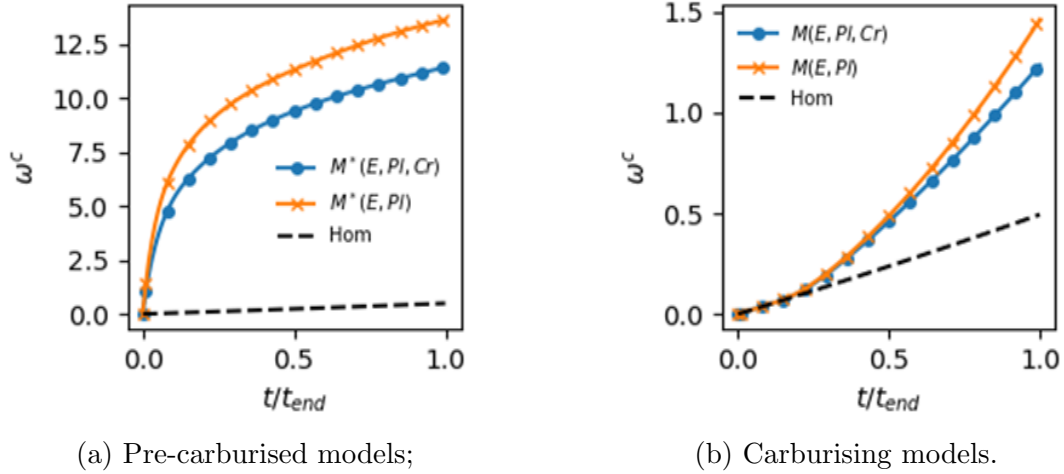 12.5
10.0
7.5
5.0
2.5
0.0
ω^c
M^*(E, Pl, Cr)
M^*(E, Pl)
Hom
0.0 0.5 1.0
t/t_end
(a) Pre-carburised models;
1.5
1.0
0.5
0.0
ω^c
M(E, Pl, Cr)
M(E, Pl)
Hom
0.0 0.5 1.0
t/t_end
(b) Carburising models.